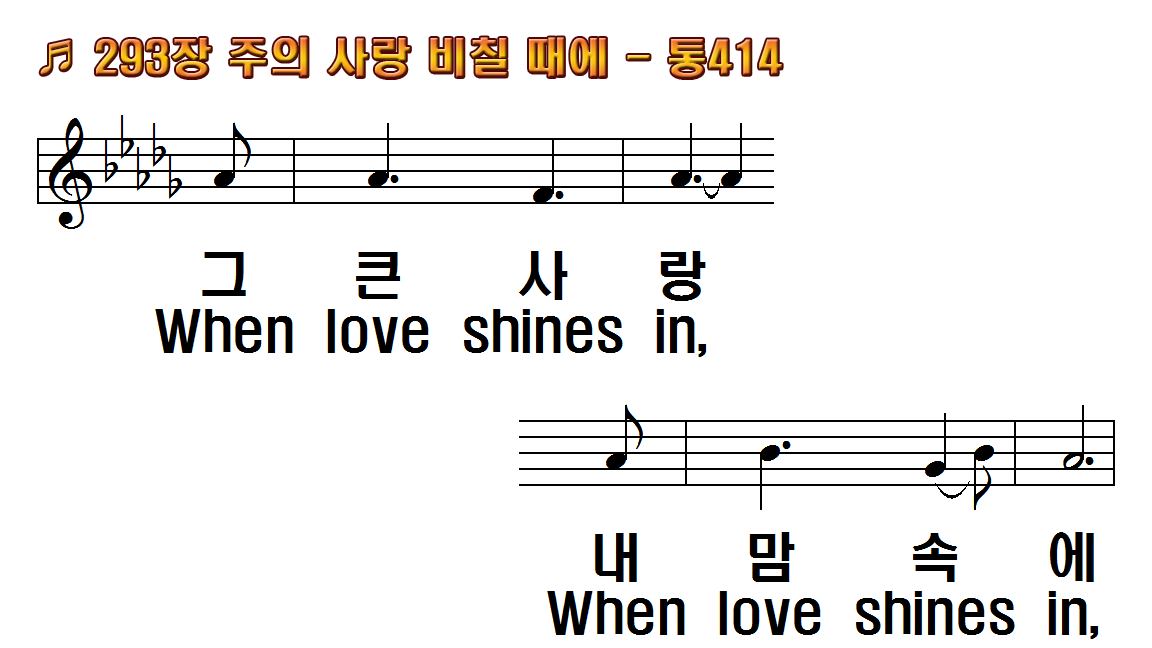 ♬ 293장 주의 사랑 비칠 때에 - 통414
그 큰 사 랑
When love shines in,
내 맘 속 에
When love shines in,